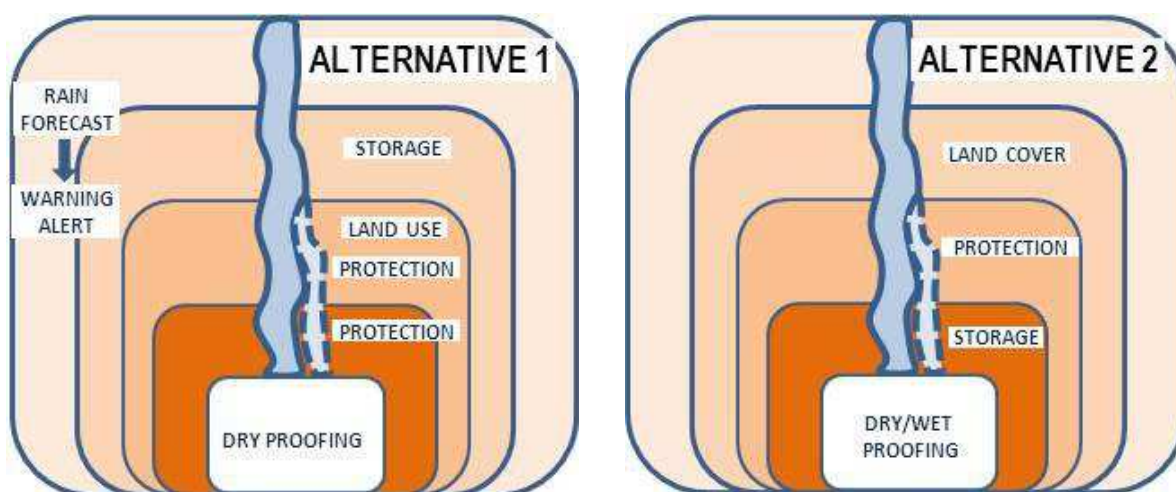 ALTERNATIVE 1
RAIN
FORECAST
WARNING
ALERT
STORAGE
LAND USE
PROTECTION
PROTECTION
DRY PROOFING
ALTERNATIVE 2
LAND COVER
PROTECTION
STORAGE
DRY/WET
PROOFING